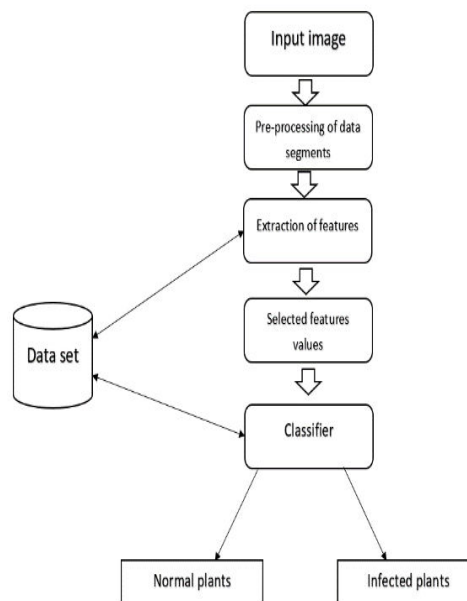 Input image
Pre-processing of data
segments
Extraction of features
Selected features
values
Data set
Classifier
Normal plants
Infected plants